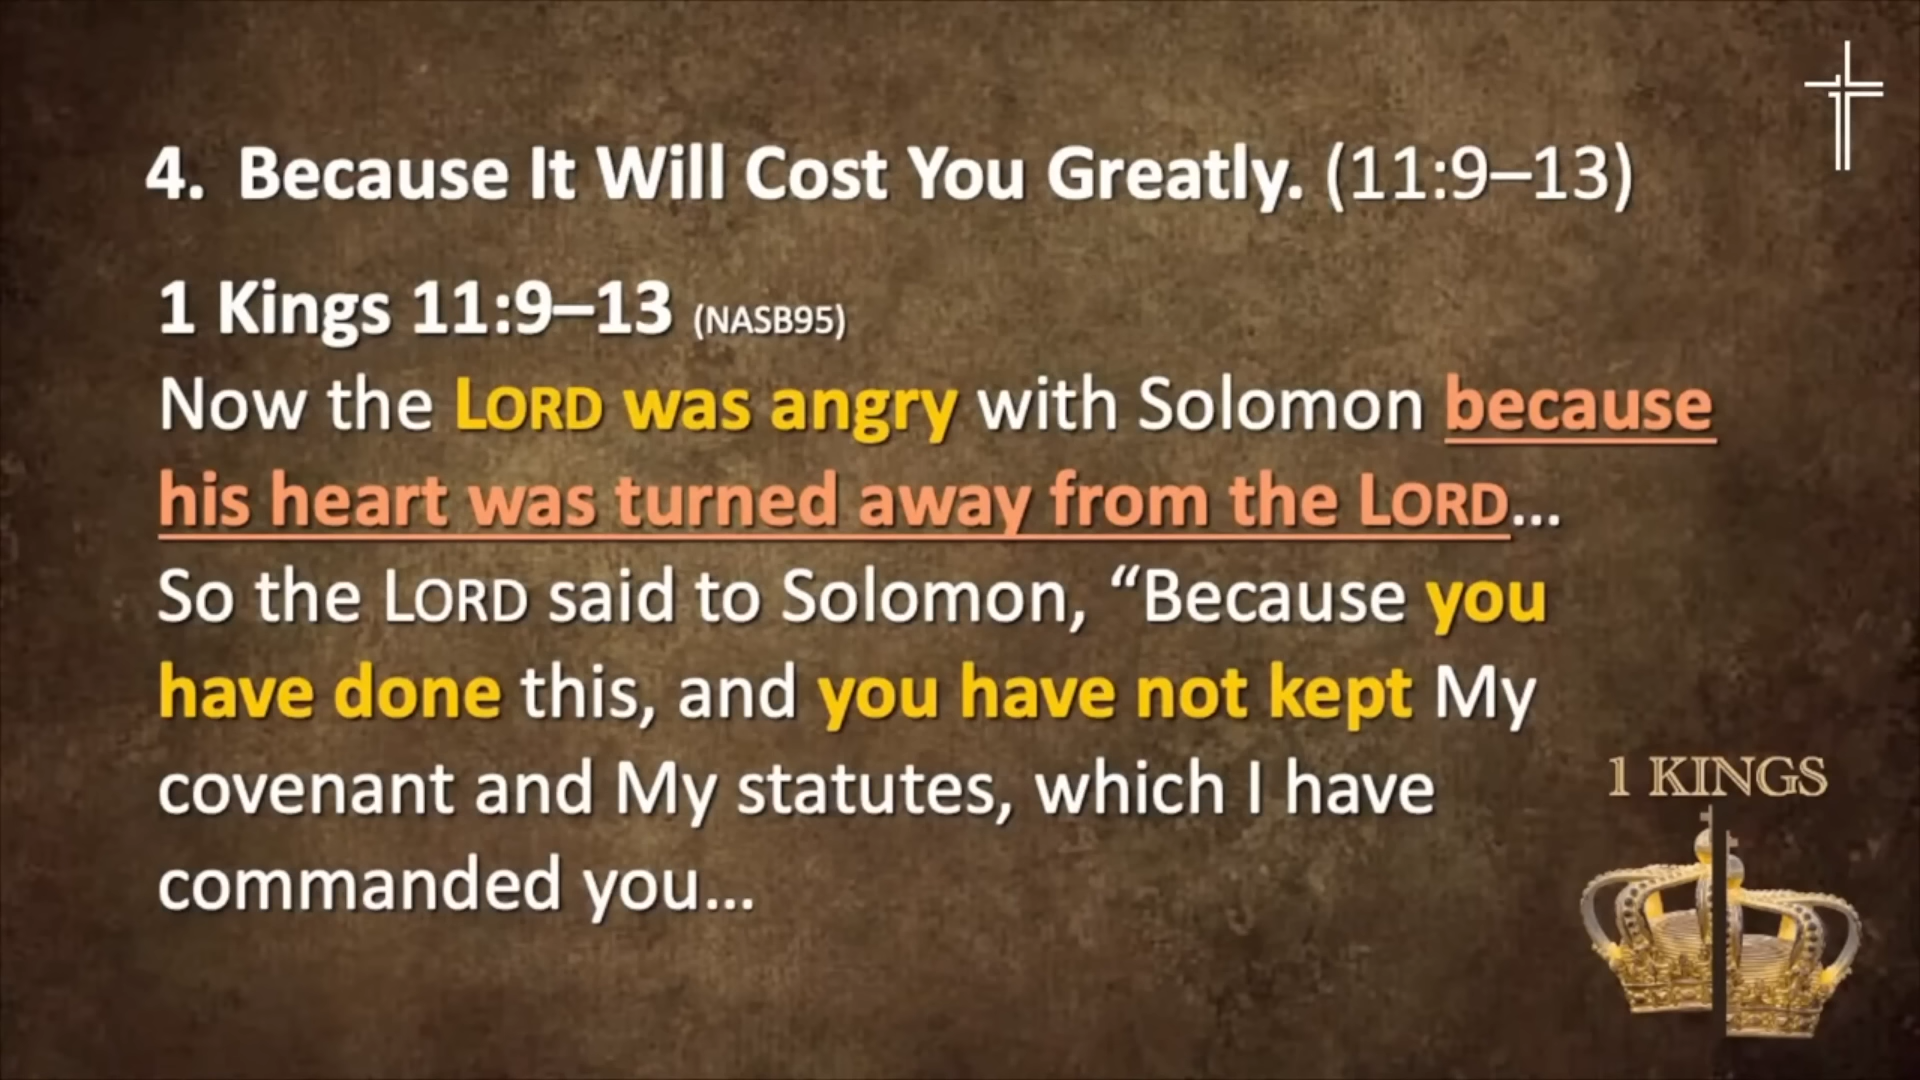 4. Because It Will Cost You Greatly. (11:9–13)
1 Kings 11:9–13 (NASB95)
Now the LORD was angry with Solomon because
his heart was turned away from the LORD...
So the LORD said to Solomon, “Because you
have done this, and you have not kept My
covenant and My statutes, which I have
commanded you...
1 KINGS